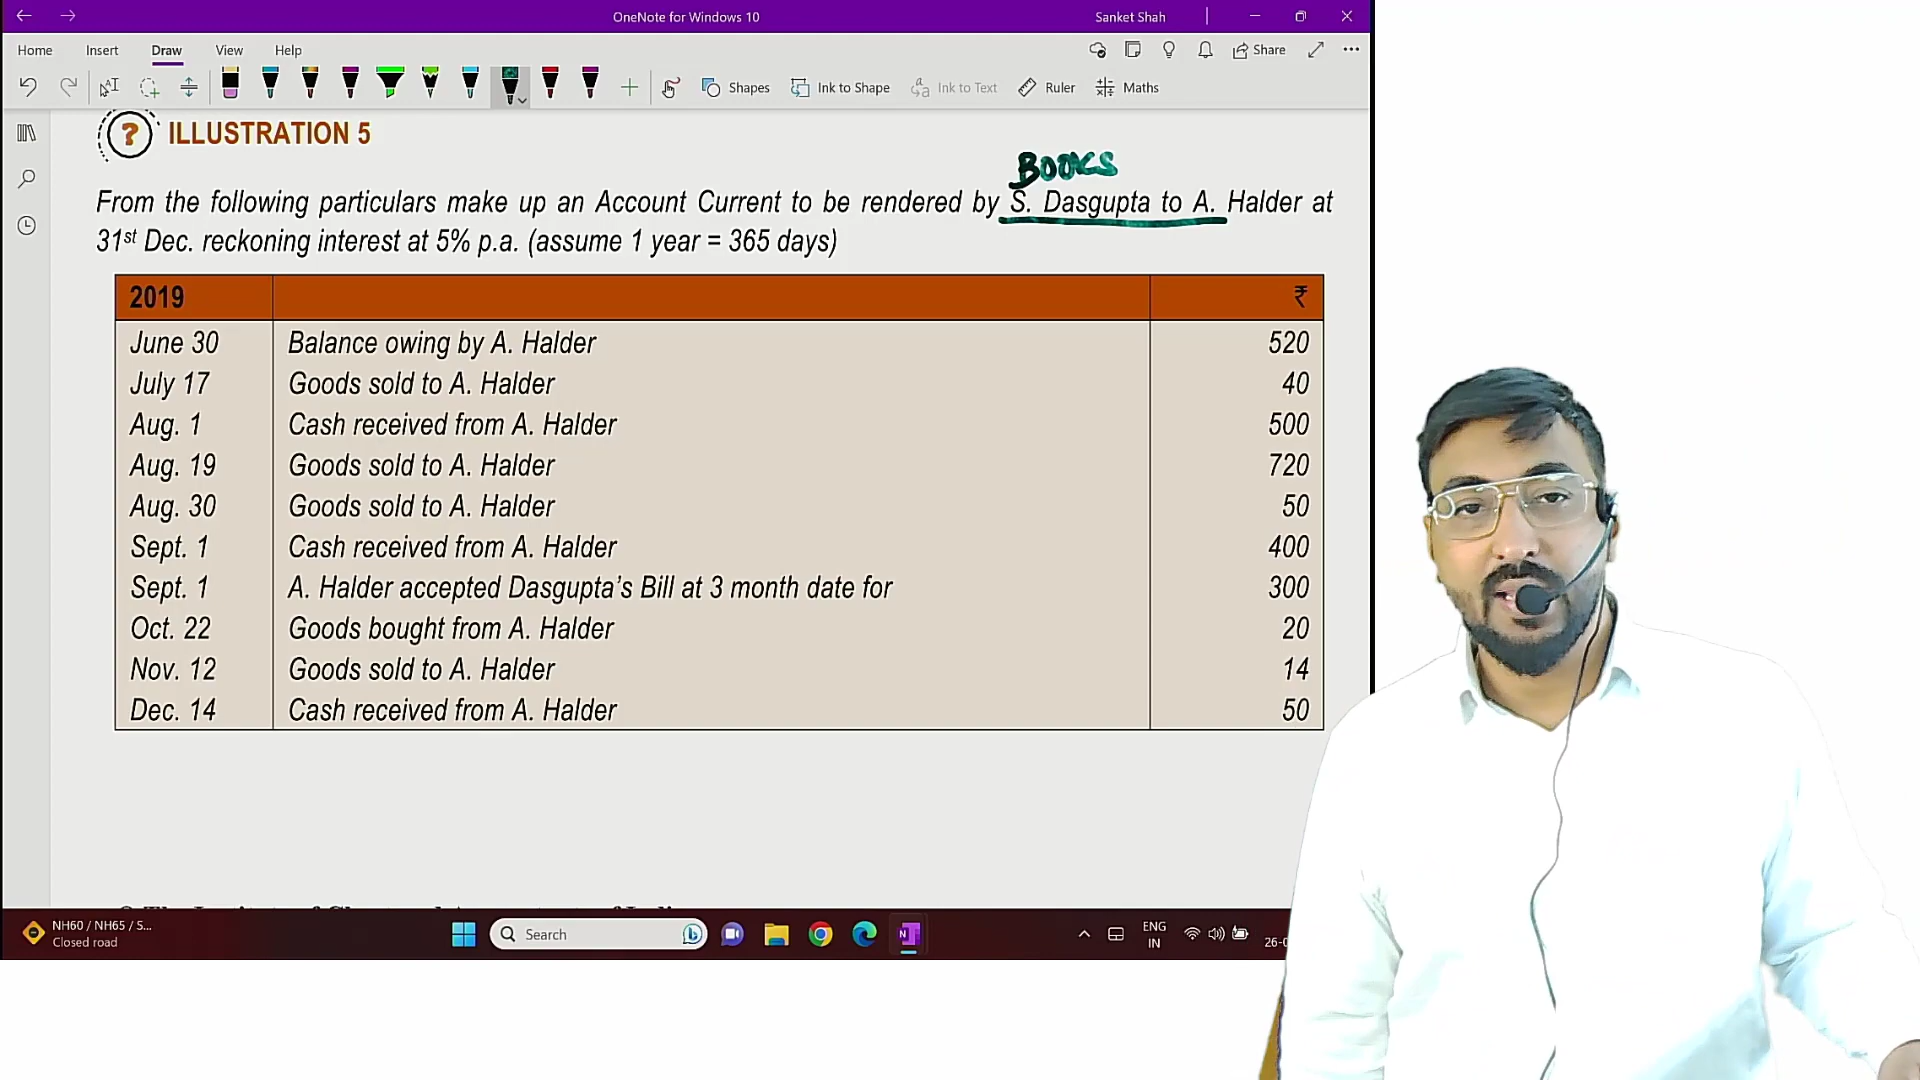 OneNote for Windows 10
Sanket Shah
Home Insert Draw View Help
Share
Shapes Ink to Shape Ink to Text Ruler Maths
? ILLUSTRATION 5
BOOKS
From the following particulars make up an Account Current to be rendered by S. Dasgupta to A. Halder at
31st Dec. reckoning interest at 5% p.a. (assume 1 year = 365 days)
2019 ₹
June 30 Balance owing by A. Halder 520
July 17 Goods sold to A. Halder 40
Aug. 1 Cash received from A. Halder 500
Aug. 19 Goods sold to A. Halder 720
Aug. 30 Goods sold to A. Halder 50
Sept. 1 Cash received from A. Halder 400
Sept. 1 A. Halder accepted Dasgupta's Bill at 3 month date for 300
Oct. 22 Goods bought from A. Halder 20
Nov. 12 Goods sold to A. Halder 14
Dec. 14 Cash received from A. Halder 50
NH60 / NH65 / S...
Closed road
Search
ENG
IN